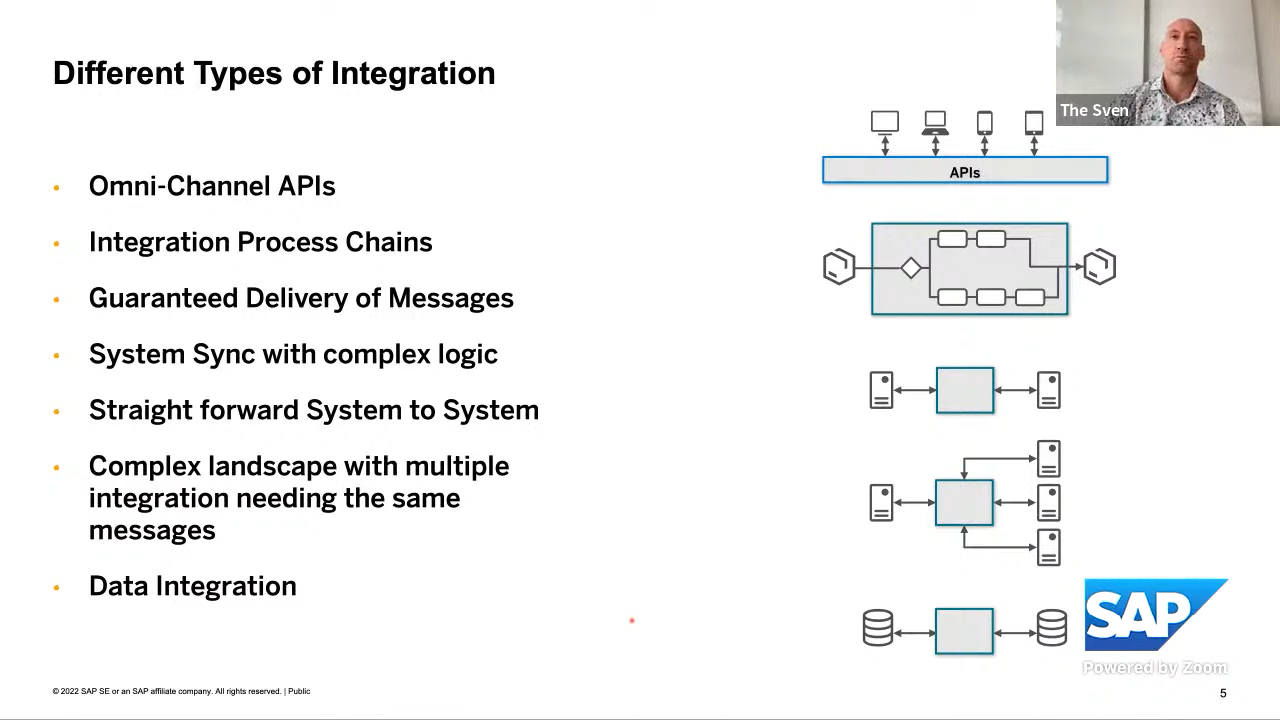 Different Types of Integration
The Sven
APIs
• Omni-Channel APIs
• Integration Process Chains
• Guaranteed Delivery of Messages
• System Sync with complex logic
• Straight forward System to System
• Complex landscape with multiple
integration needing the same
messages
• Data Integration
SAP
Powered by Zoom
© 2022 SAP SE or an SAP affiliate company. All rights reserved. | Public
5